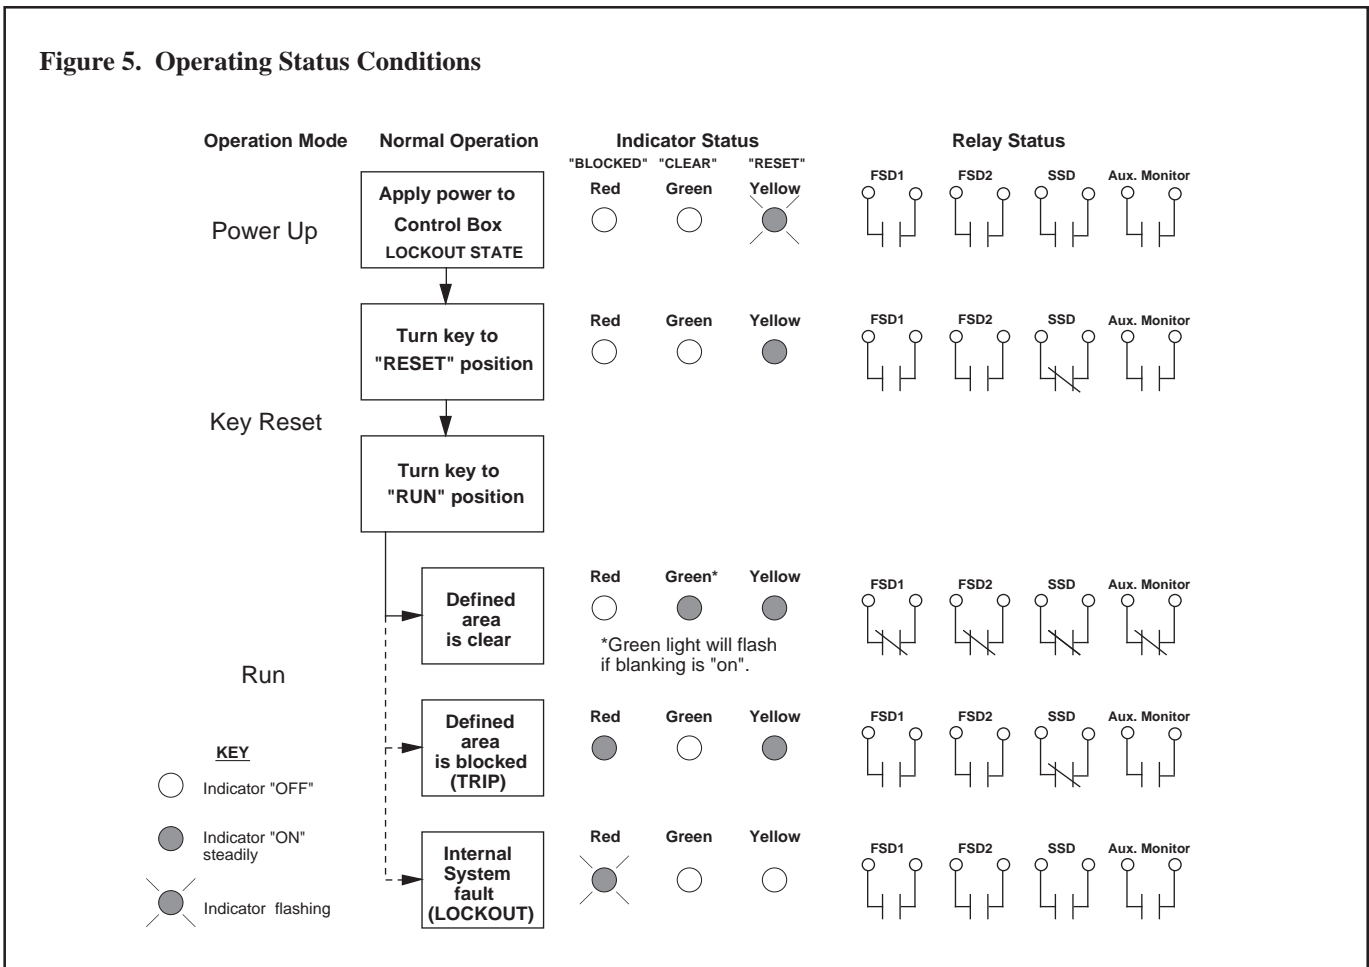 Figure 5. Operating Status Conditions
Operation Mode Normal Operation Indicator Status Relay Status
"BLOCKED" "CLEAR" "RESET"
Power Up
Apply power to
Control Box
LOCKOUT STATE
Red Green Yellow
FSD1 FSD2 SSD Aux. Monitor
Key Reset
Turn key to
"RESET" position
Red Green Yellow
FSD1 FSD2 SSD Aux. Monitor
Turn key to
"RUN" position
Run
Defined
area
is clear
Red Green* Yellow
*Green light will flash
if blanking is "on".
FSD1 FSD2 SSD Aux. Monitor
Defined
area
is blocked
(TRIP)
Red Green Yellow
FSD1 FSD2 SSD Aux. Monitor
Internal
System
fault
(LOCKOUT)
Red Green Yellow
FSD1 FSD2 SSD Aux. Monitor
KEY
Indicator "OFF"
Indicator "ON"
steadily
Indicator flashing